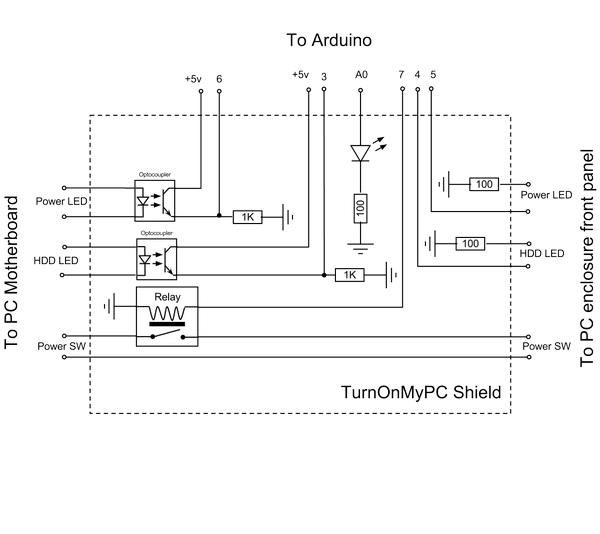 To Arduino
+5v 6 +5v 3 A0 7 4 5
Optocoupler
Power LED
1K
100
100
Power LED
Optocoupler
HDD LED
1K
100
HDD LED
Relay
Power SW
Power SW
TurnOnMyPC Shield
To PC Motherboard
To PC enclosure front panel